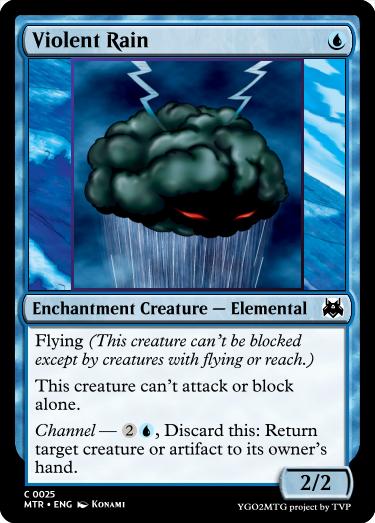 Violent Rain
Enchantment Creature — Elemental
Flying (This creature can't be blocked
except by creatures with flying or reach.)
This creature can't attack or block
alone.
Channel — 2, Discard this: Return
target creature or artifact to its owner's
hand.
2/2
C 0025
MTR • ENG Konami
YGO2MTG project by TVP